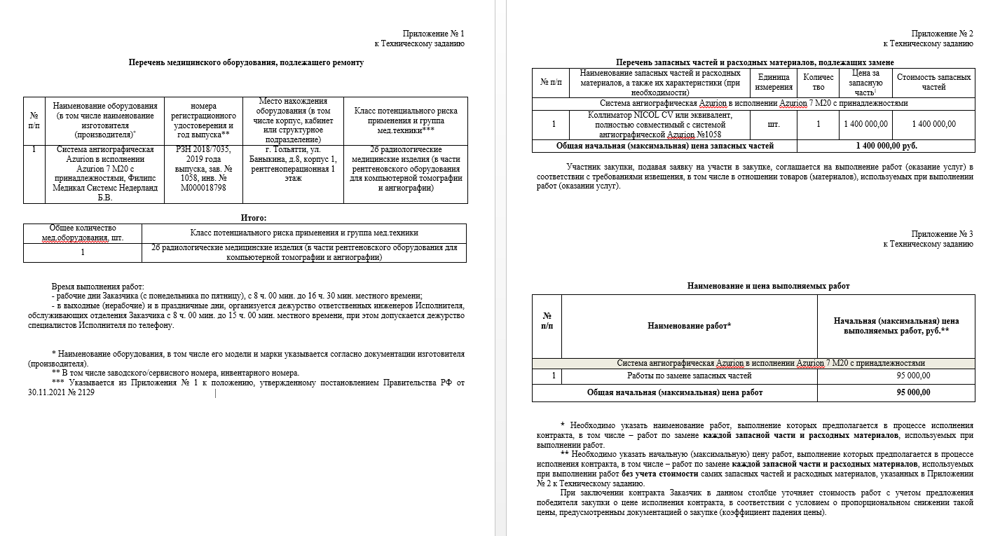 Приложение № 1
к Техническому заданию
Перечень медицинского оборудования, подлежащего ремонту
№
п/п
Наименование оборудования
(в том числе наименование
изготовителя
(производителя)*
номера
регистрационного
удостоверения и
год выпуска**
Место нахождения
оборудования (в том
числе корпус, кабинет
или структурное
подразделение)
Класс потенциального риска
применения и группа
мед.техники***
1
Система ангиографическая
Azurion в исполнении
Azurion 7 M20 с
принадлежностями, Филипс
Медикал Системс Недерланд
Б.В.
РЗН 2018/7035,
2019 года
выпуска, зав. №
1058, инв. №
М000018798
г. Тольятти, ул.
Баныкина, д.8, корпус 1,
рентгеноперационная 1
этаж
2б радиологические
медицинские изделия (в части
рентгеновского оборудования
для компьютерной томографии
и ангиографии)
Итого:
Общее количество
мед.оборудования, шт.
Класс потенциального риска применения и группа мед.техники
1
2б радиологические медицинские изделия (в части рентгеновского оборудования для
компьютерной томографии и ангиографии)
Время выполнения работ:
- рабочие дни Заказчика (с понедельника по пятницу), с 8 ч. 00 мин. до 16 ч. 30 мин. местного времени;
- в выходные (нерабочие) и в праздничные дни, организуется дежурство ответственных инженеров Исполнителя,
обслуживающих отделения Заказчика с 8 ч. 00 мин. до 15 ч. 00 мин. местного времени, при этом допускается дежурство
специалистов Исполнителя по телефону.
* Наименование оборудования, в том числе его модели и марки указывается согласно документации изготовителя
(производителя).
** В том числе заводского/сервисного номера, инвентарного номера.
*** Указывается из Приложения № 1 к положению, утвержденному постановлением Правительства РФ от
30.11.2021 № 2129
Приложение № 2
к Техническому заданию
Перечень запасных частей и расходных материалов, подлежащих замене
№ п/п
Наименование запасных частей и расходных
материалов, а также их характеристики (при
необходимости)
Единица
измерения
Количес
тво
Цена за
запасную
часть1
Стоимость запасных
частей
Система ангиографическая Azurion в исполнении Azurion 7 M20 с принадлежностями
1
Коллиматор NICOL CV или эквивалент,
полностью совместимый с системой
ангиографической Azurion №1058
шт.
1
1 400 000,00
1 400 000,00
Общая начальная (максимальная) цена запасных частей
1 400 000,00 руб.
Участник закупки, подавая заявку на участи в закупке, соглашается на выполнение работ (оказание услуг) в
соответствии с требованиями извещения, в том числе в отношении товаров (материалов), используемых при выполнении
работ (оказании услуг).
Приложение № 3
к Техническому заданию
Наименование и цена выполняемых работ
№
п/п
Наименование работ*
Начальная (максимальная) цена
выполняемых работ, руб.**
Система ангиографическая Azurion в исполнении Azurion 7 M20 с принадлежностями
1
Работы по замене запасных частей
95 000,00
Общая начальная (максимальная) цена работ
95 000,00
* Необходимо указать наименование работ, выполнение которых предполагается в процессе исполнения
контракта, в том числе – работ по замене каждой запасной части и расходных материалов, используемых при
выполнении работ.
** Необходимо указать начальную (максимальную) цену работ, выполнение которых предполагается в процессе
исполнения контракта, в том числе – работ по замене каждой запасной части и расходных материалов, используемых
при выполнении работ без учета стоимости самих запасных частей и расходных материалов, указанных в Приложении
№ 2 к Техническому заданию.
При заключении контракта Заказчик в данном столбце уточняет стоимость работ с учетом предложения
победителя закупки о цене исполнения контракта, в соответствии с условием о пропорциональном снижении такой
цены, предусмотренным документацией о закупке (коэффициент падения цены).